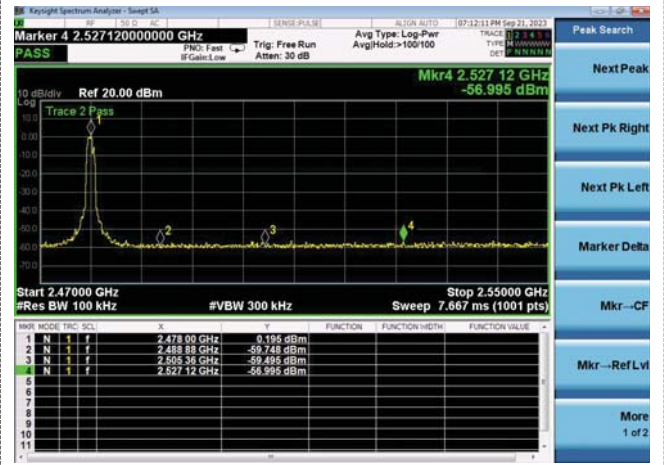 Keysight Spectrum Analyzer - Swept SA
RF 50 Ω AC SENSE:PULSE ALIGN AUTO 07:12:11 PM Sep 21, 2023
Marker 4 2.527120000000 GHz
PASS
PNO: Fast
IFGain:Low
Trig: Free Run
Atten: 30 dB
Avg Type: Log-Pwr
Avg|Hold:>100/100
TRACE 1 2 3 4 5 6
TYPE
DET P N N N N N
Mkr4 2.527 12 GHz
-56.995 dBm
10 dB/div Ref 20.00 dBm
Log
Trace 2 Pass
10.0
0.00
-10.0
-20.0
-30.0
-40.0
-50.0
-60.0
-70.0
1
2
3
4
Start 2.47000 GHz
Stop 2.55000 GHz
#Res BW 100 kHz
#VBW 300 kHz
Sweep 7.667 ms (1001 pts)
MKR MODE TRC SCL X Y FUNCTION FUNCTION WIDTH FUNCTION VALUE
1 N 1 f 2.478 00 GHz 0.195 dBm
2 N 1 f 2.488 88 GHz -59.748 dBm
3 N 1 f 2.505 36 GHz -59.495 dBm
4 N 1 f 2.527 12 GHz -56.995 dBm
5
6
7
8
9
10
11
Peak Search
Next Peak
Next Pk Right
Next Pk Left
Marker Delta
Mkr→CF
Mkr→Ref Lvl
More
1 of 2